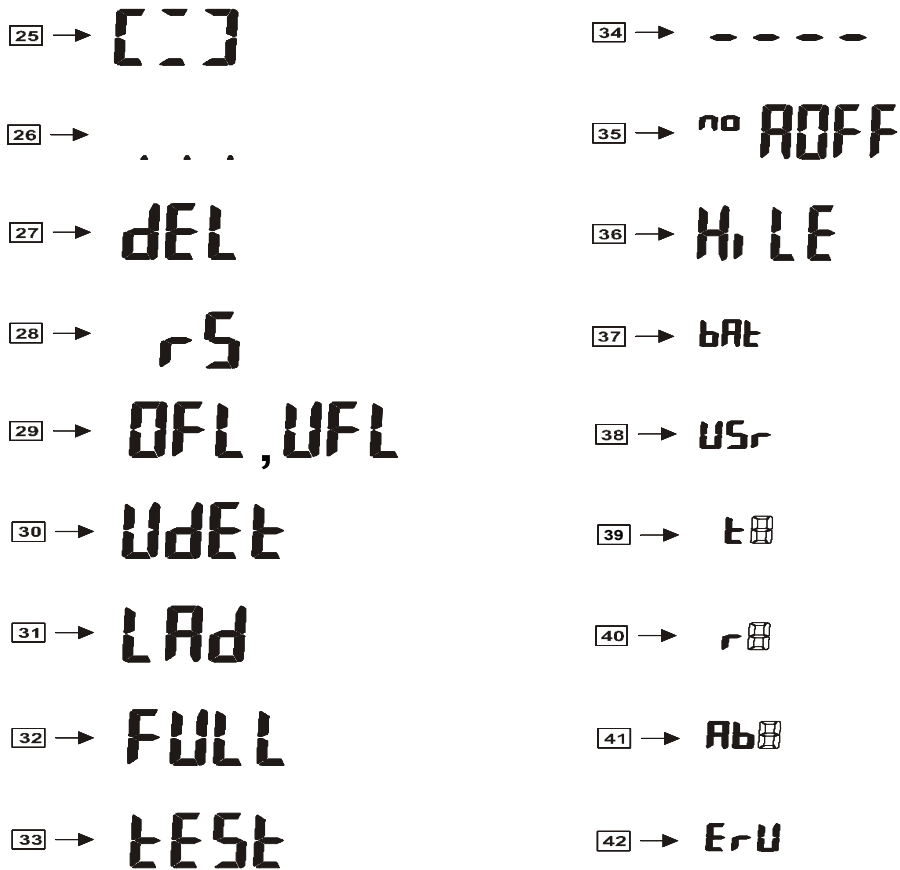 25 [ ]
26 . . .
27 dEL
28 rS
29 OFL , UFL
30 UdEt
31 LAd
32 FULL
33 tESt
34 - - - -
35 no AOFF
36 Hi LE
37 bAt
38 USr
39 t8
40 r8
41 Ab8
42 ErU